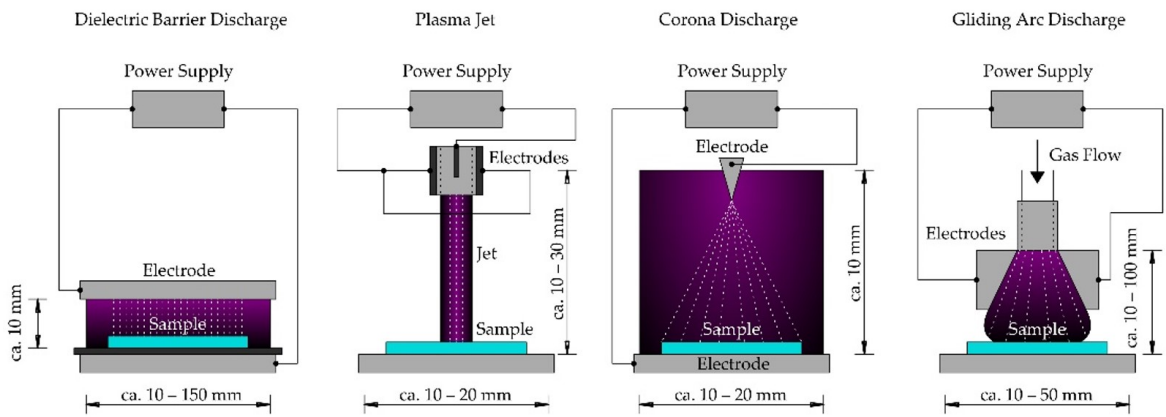 Dielectric Barrier Discharge
Power Supply
Electrode
Sample
ca. 10 mm
ca. 10 – 150 mm
Plasma Jet
Power Supply
Electrodes
Jet
Sample
ca. 10 – 30 mm
ca. 10 – 20 mm
Corona Discharge
Power Supply
Electrode
Sample
Electrode
ca. 10 mm
ca. 10 – 20 mm
Gliding Arc Discharge
Power Supply
Gas Flow
Electrodes
Sample
ca. 10 – 100 mm
ca. 10 – 50 mm